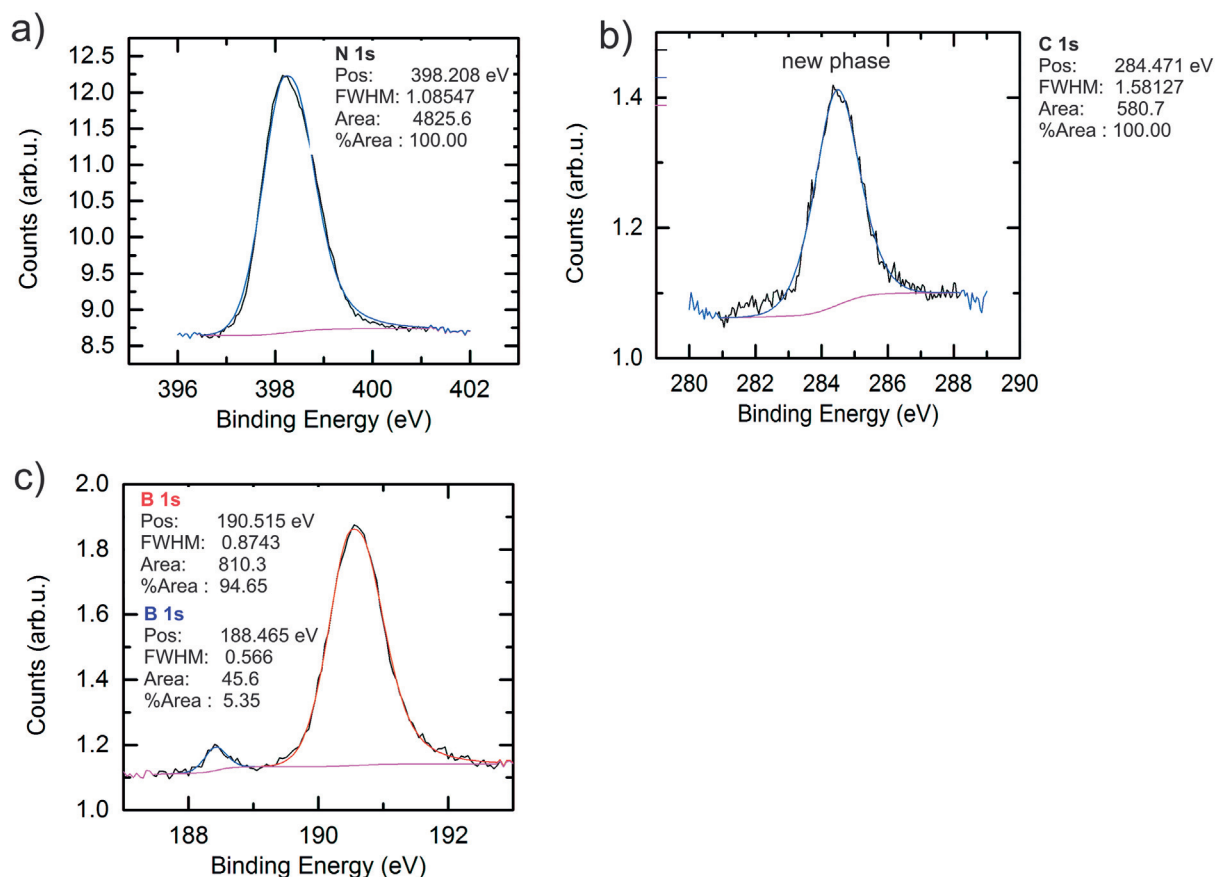 a)
N 1s
Pos: 398.208 eV
FWHM: 1.08547
Area: 4825.6
%Area : 100.00
12.5
12.0
11.5
11.0
10.5
10.0
9.5
9.0
8.5
Counts (arb.u.)
396 398 400 402
Binding Energy (eV)
b)
new phase
C 1s
Pos: 284.471 eV
FWHM: 1.58127
Area: 580.7
%Area : 100.00
1.4
1.2
1.0
Counts (arb.u.)
280 282 284 286 288 290
Binding Energy (eV)
c)
B 1s
Pos: 190.515 eV
FWHM: 0.8743
Area: 810.3
%Area : 94.65
B 1s
Pos: 188.465 eV
FWHM: 0.566
Area: 45.6
%Area : 5.35
2.0
1.8
1.6
1.4
1.2
1.0
Counts (arb.u.)
188 190 192
Binding Energy (eV)